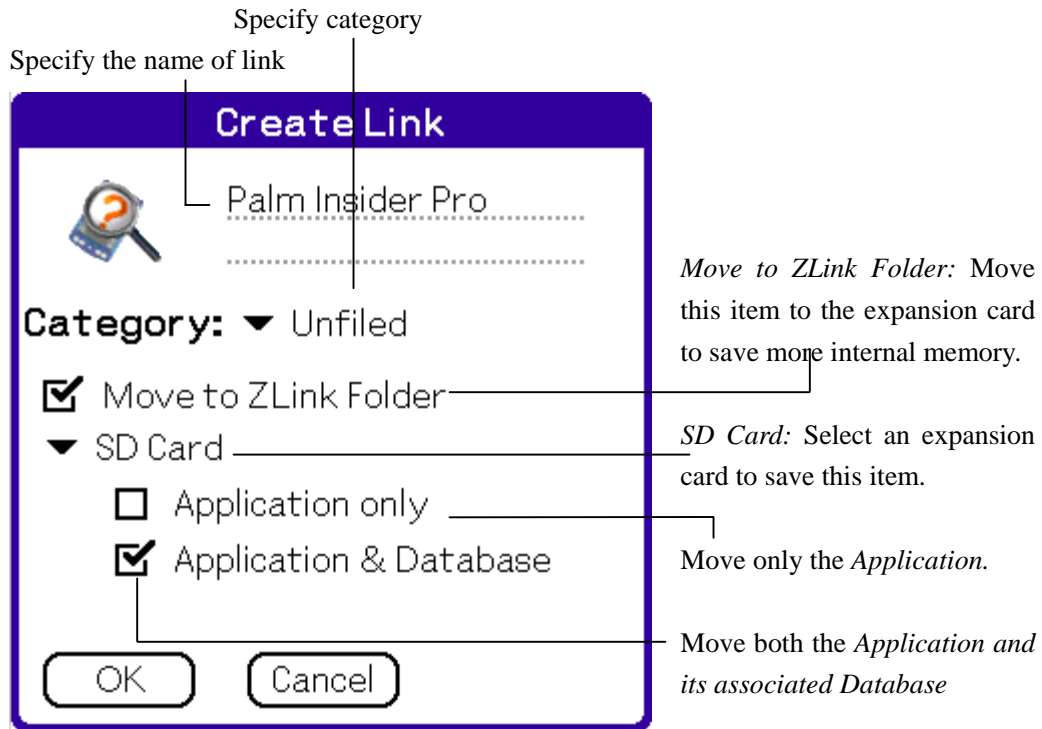 Specify category
Specify the name of link
Create Link
Palm Insider Pro
Category: Unfiled
Move to ZLink Folder
SD Card
Application only
Application & Database
OK
Cancel
Move to ZLink Folder: Move
this item to the expansion card
to save more internal memory.
SD Card: Select an expansion
card to save this item.
Move only the Application.
Move both the Application and
its associated Database